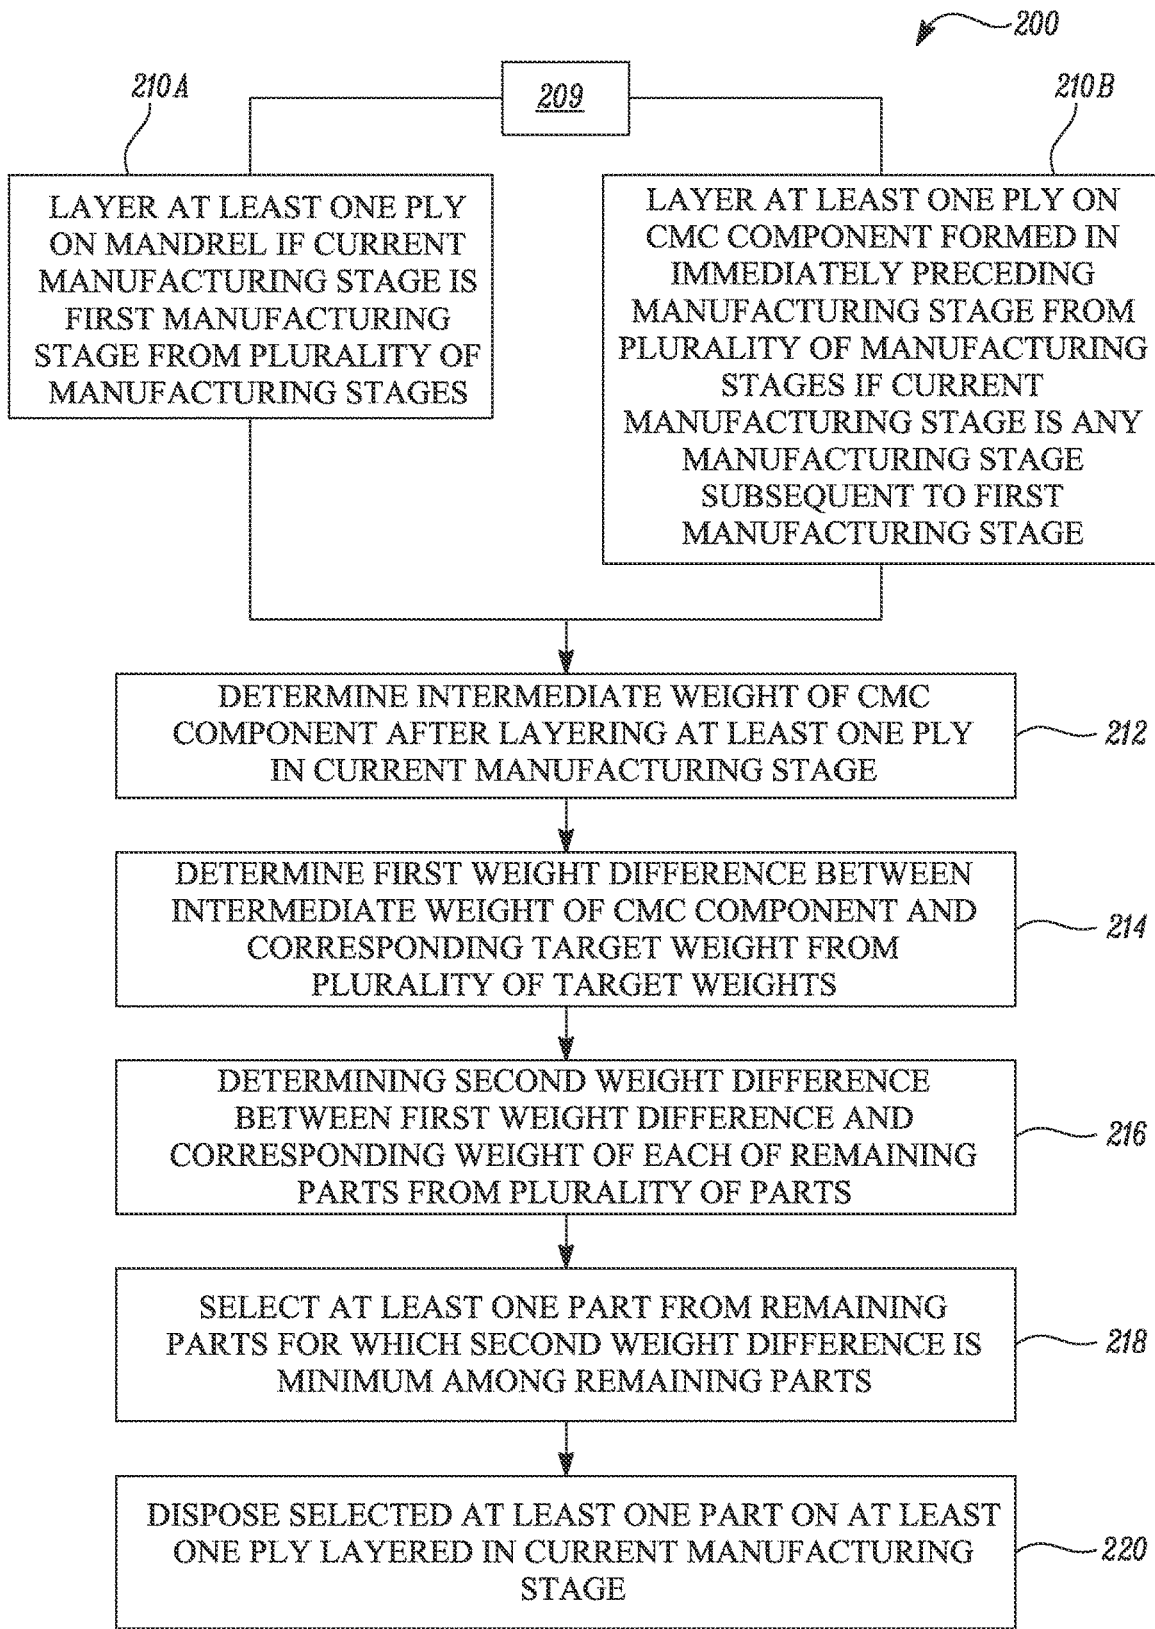 200
209
210A
LAYER AT LEAST ONE PLY
ON MANDREL IF CURRENT
MANUFACTURING STAGE IS
FIRST MANUFACTURING
STAGE FROM PLURALITY OF
MANUFACTURING STAGES
210B
LAYER AT LEAST ONE PLY ON
CMC COMPONENT FORMED IN
IMMEDIATELY PRECEDING
MANUFACTURING STAGE FROM
PLURALITY OF MANUFACTURING
STAGES IF CURRENT
MANUFACTURING STAGE IS ANY
MANUFACTURING STAGE
SUBSEQUENT TO FIRST
MANUFACTURING STAGE
DETERMINE INTERMEDIATE WEIGHT OF CMC
COMPONENT AFTER LAYERING AT LEAST ONE PLY
IN CURRENT MANUFACTURING STAGE
212
DETERMINE FIRST WEIGHT DIFFERENCE BETWEEN
INTERMEDIATE WEIGHT OF CMC COMPONENT AND
CORRESPONDING TARGET WEIGHT FROM
PLURALITY OF TARGET WEIGHTS
214
DETERMINING SECOND WEIGHT DIFFERENCE
BETWEEN FIRST WEIGHT DIFFERENCE AND
CORRESPONDING WEIGHT OF EACH OF REMAINING
PARTS FROM PLURALITY OF PARTS
216
SELECT AT LEAST ONE PART FROM REMAINING
PARTS FOR WHICH SECOND WEIGHT DIFFERENCE IS
MINIMUM AMONG REMAINING PARTS
218
DISPOSE SELECTED AT LEAST ONE PART ON AT LEAST
ONE PLY LAYERED IN CURRENT MANUFACTURING
STAGE
220